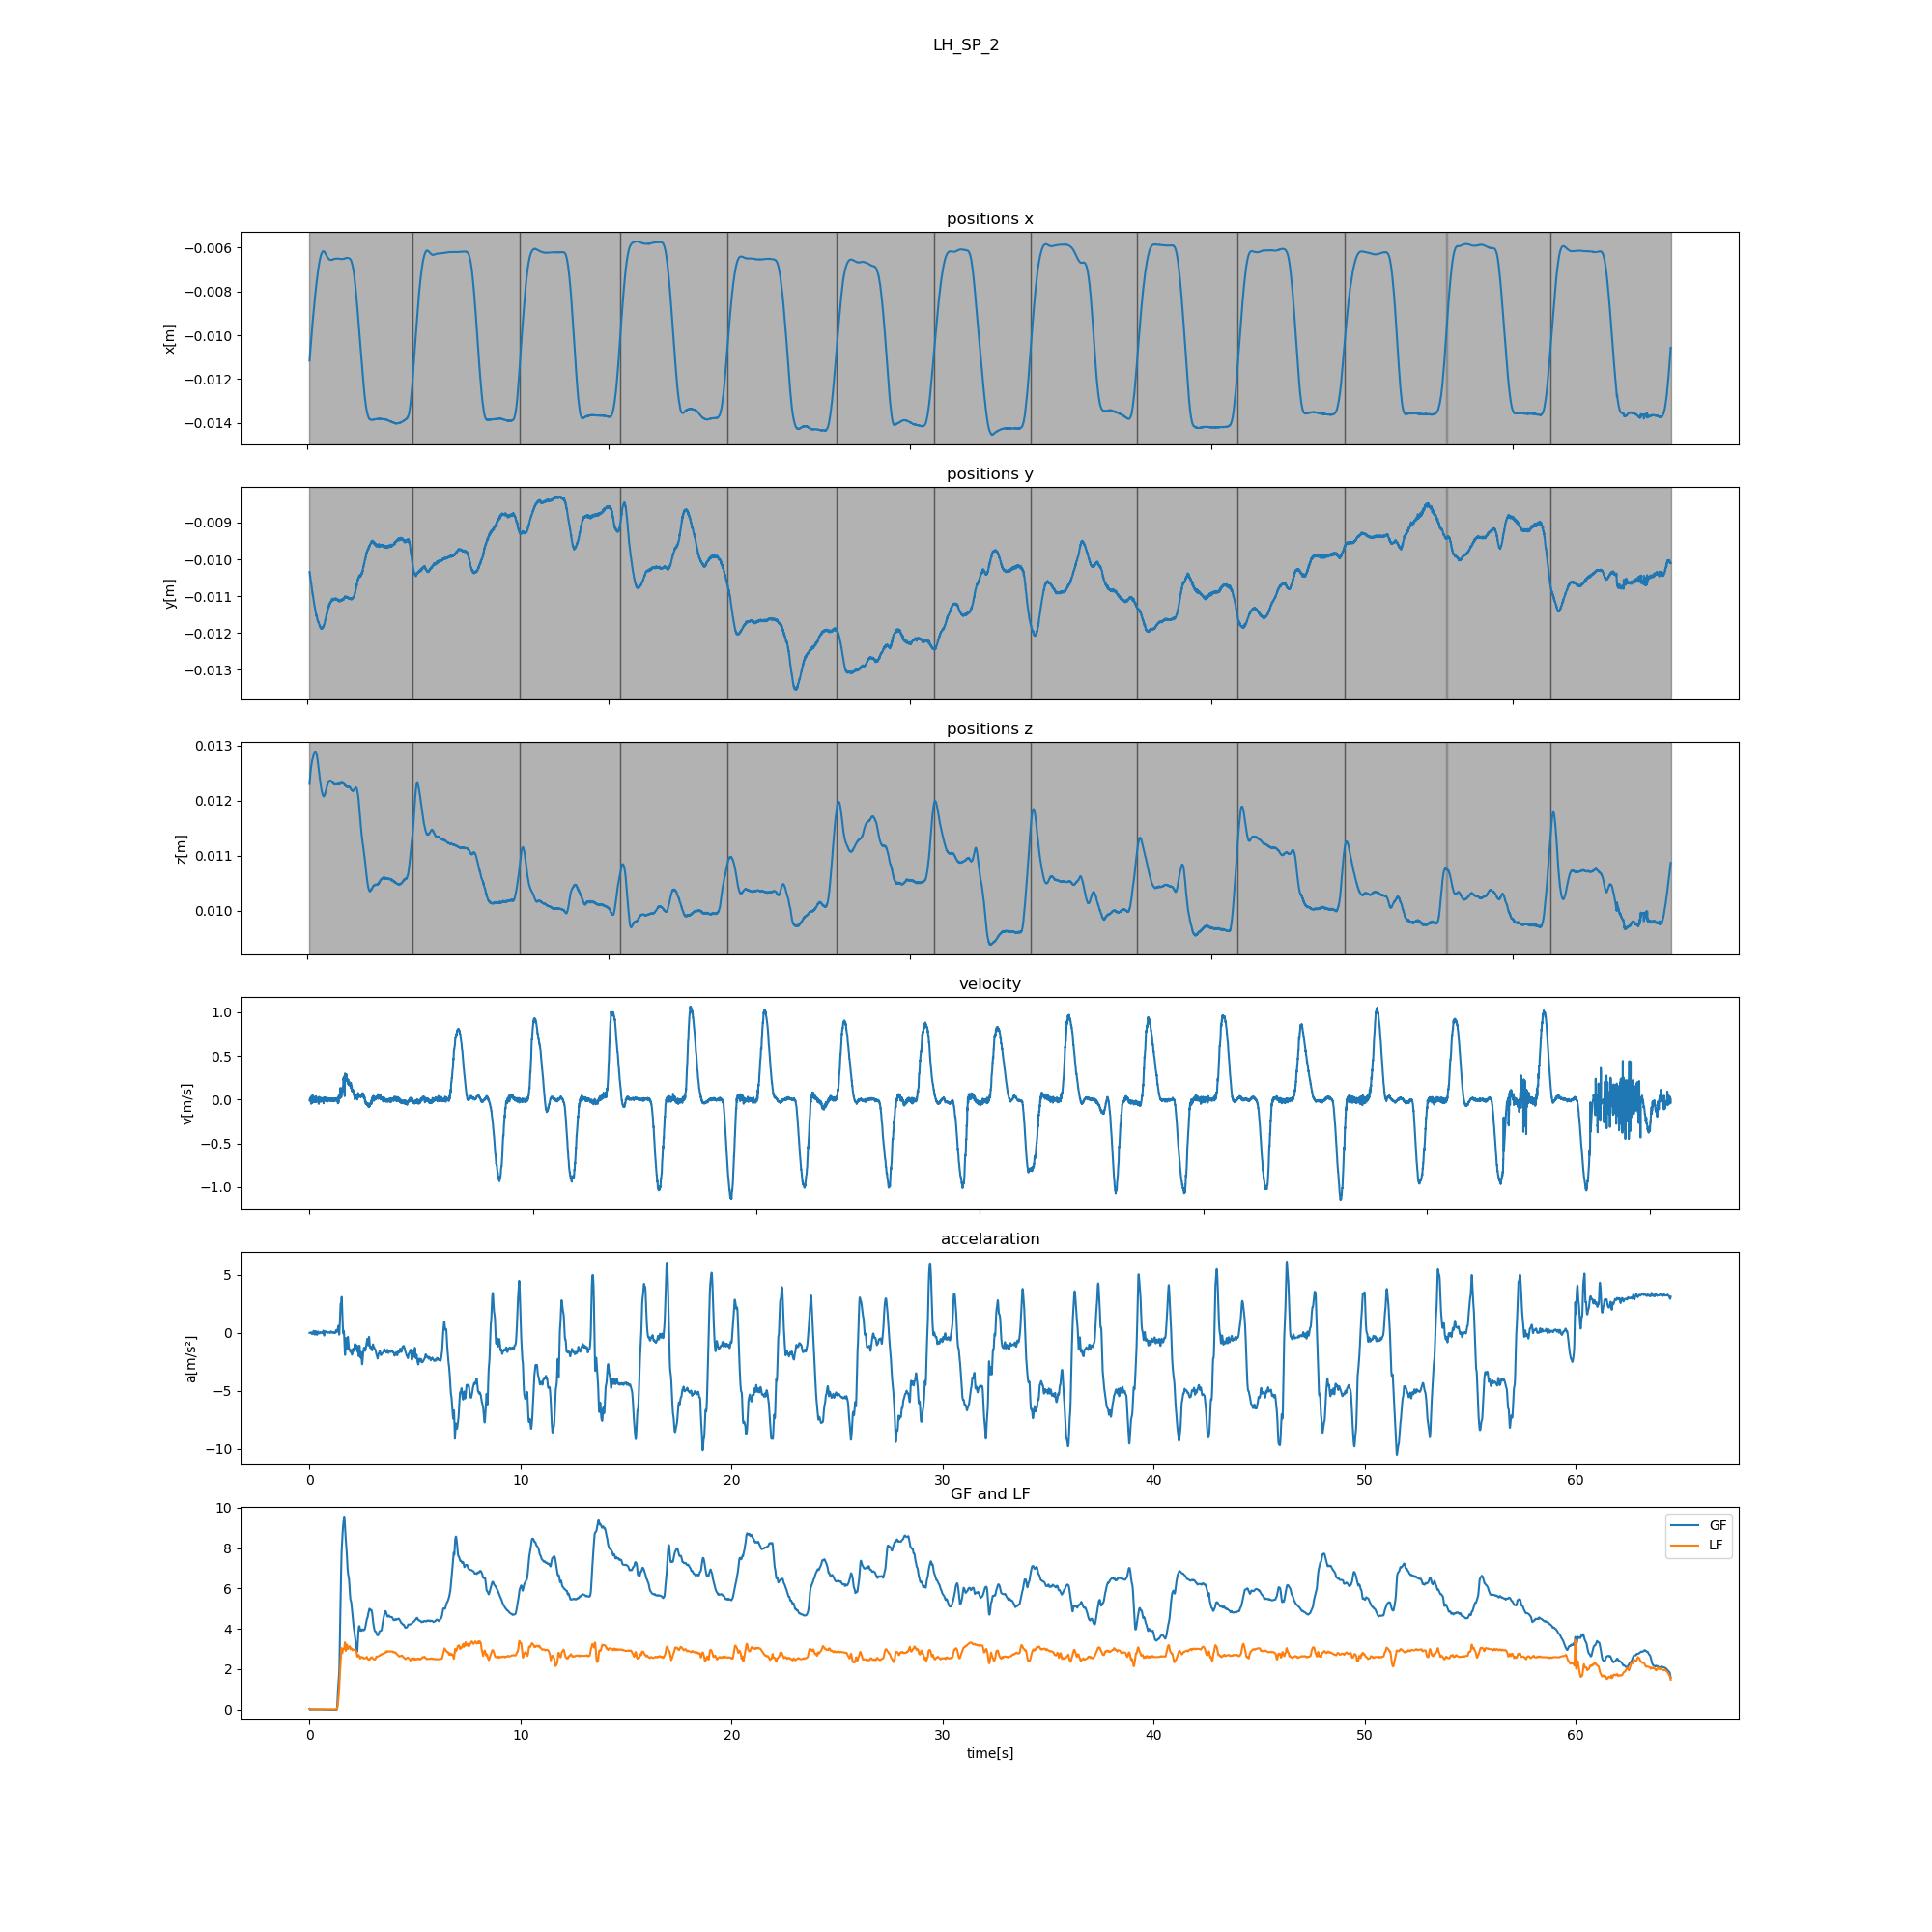 LH_SP_2
positions x
−0.006
−0.008
−0.010
−0.012
−0.014
x[m]
positions y
−0.009
−0.010
−0.011
−0.012
−0.013
y[m]
positions z
0.013
0.012
0.011
0.010
z[m]
velocity
1.0
0.5
0.0
−0.5
−1.0
v[m/s]
accelaration
5
0
−5
−10
a[m/s²]
0 10 20 30 40 50 60
GF and LF
10
8
6
4
2
0
GF
LF
0 10 20 30 40 50 60
time[s]